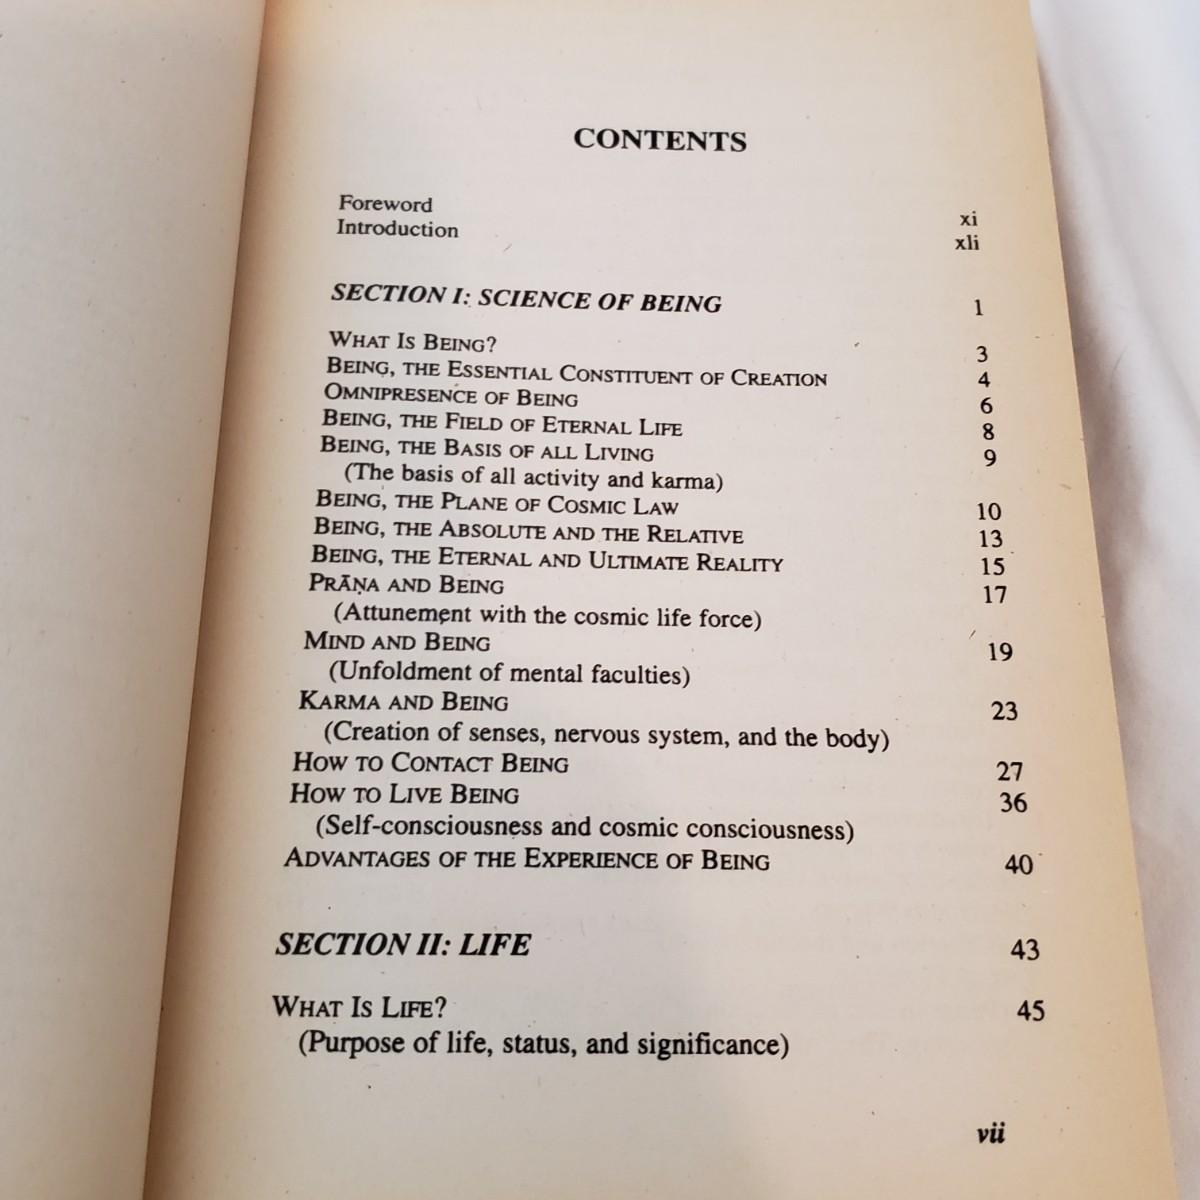 CONTENTS
Foreword xi
Introduction xli
SECTION I: SCIENCE OF BEING 1
WHAT IS BEING? 3
BEING, THE ESSENTIAL CONSTITUENT OF CREATION 4
OMNIPRESENCE OF BEING 6
BEING, THE FIELD OF ETERNAL LIFE 8
BEING, THE BASIS OF ALL LIVING 9
(The basis of all activity and karma)
BEING, THE PLANE OF COSMIC LAW 10
BEING, THE ABSOLUTE AND THE RELATIVE 13
BEING, THE ETERNAL AND ULTIMATE REALITY 15
PRĀṆA AND BEING 17
(Attunement with the cosmic life force)
MIND AND BEING 19
(Unfoldment of mental faculties)
KARMA AND BEING 23
(Creation of senses, nervous system, and the body)
HOW TO CONTACT BEING 27
HOW TO LIVE BEING 36
(Self-consciousness and cosmic consciousness)
ADVANTAGES OF THE EXPERIENCE OF BEING 40
SECTION II: LIFE 43
WHAT IS LIFE? 45
(Purpose of life, status, and significance)
vii